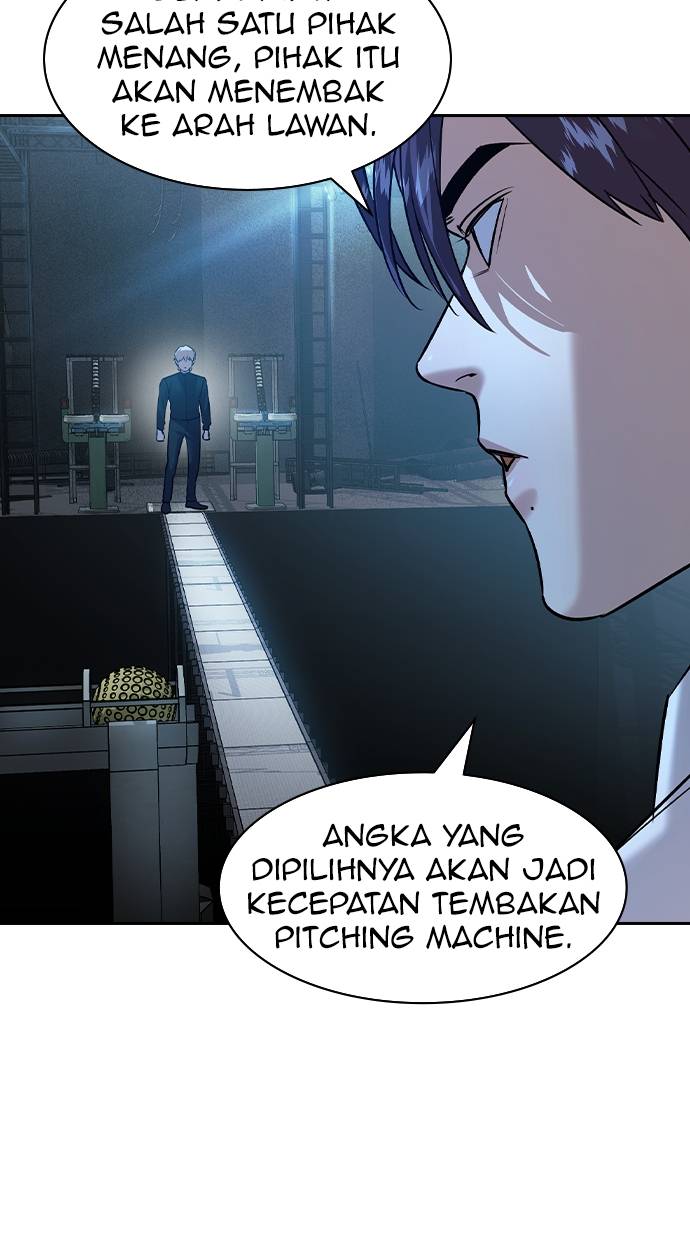 SALAH SATU PIHAK
MENANG, PIHAK ITU
AKAN MENEMBAK
KE ARAH LAWAN.
ANGKA YANG
DIPILIHNYA AKAN JADI
KECEPATAN TEMBAKAN
PITCHING MACHINE.